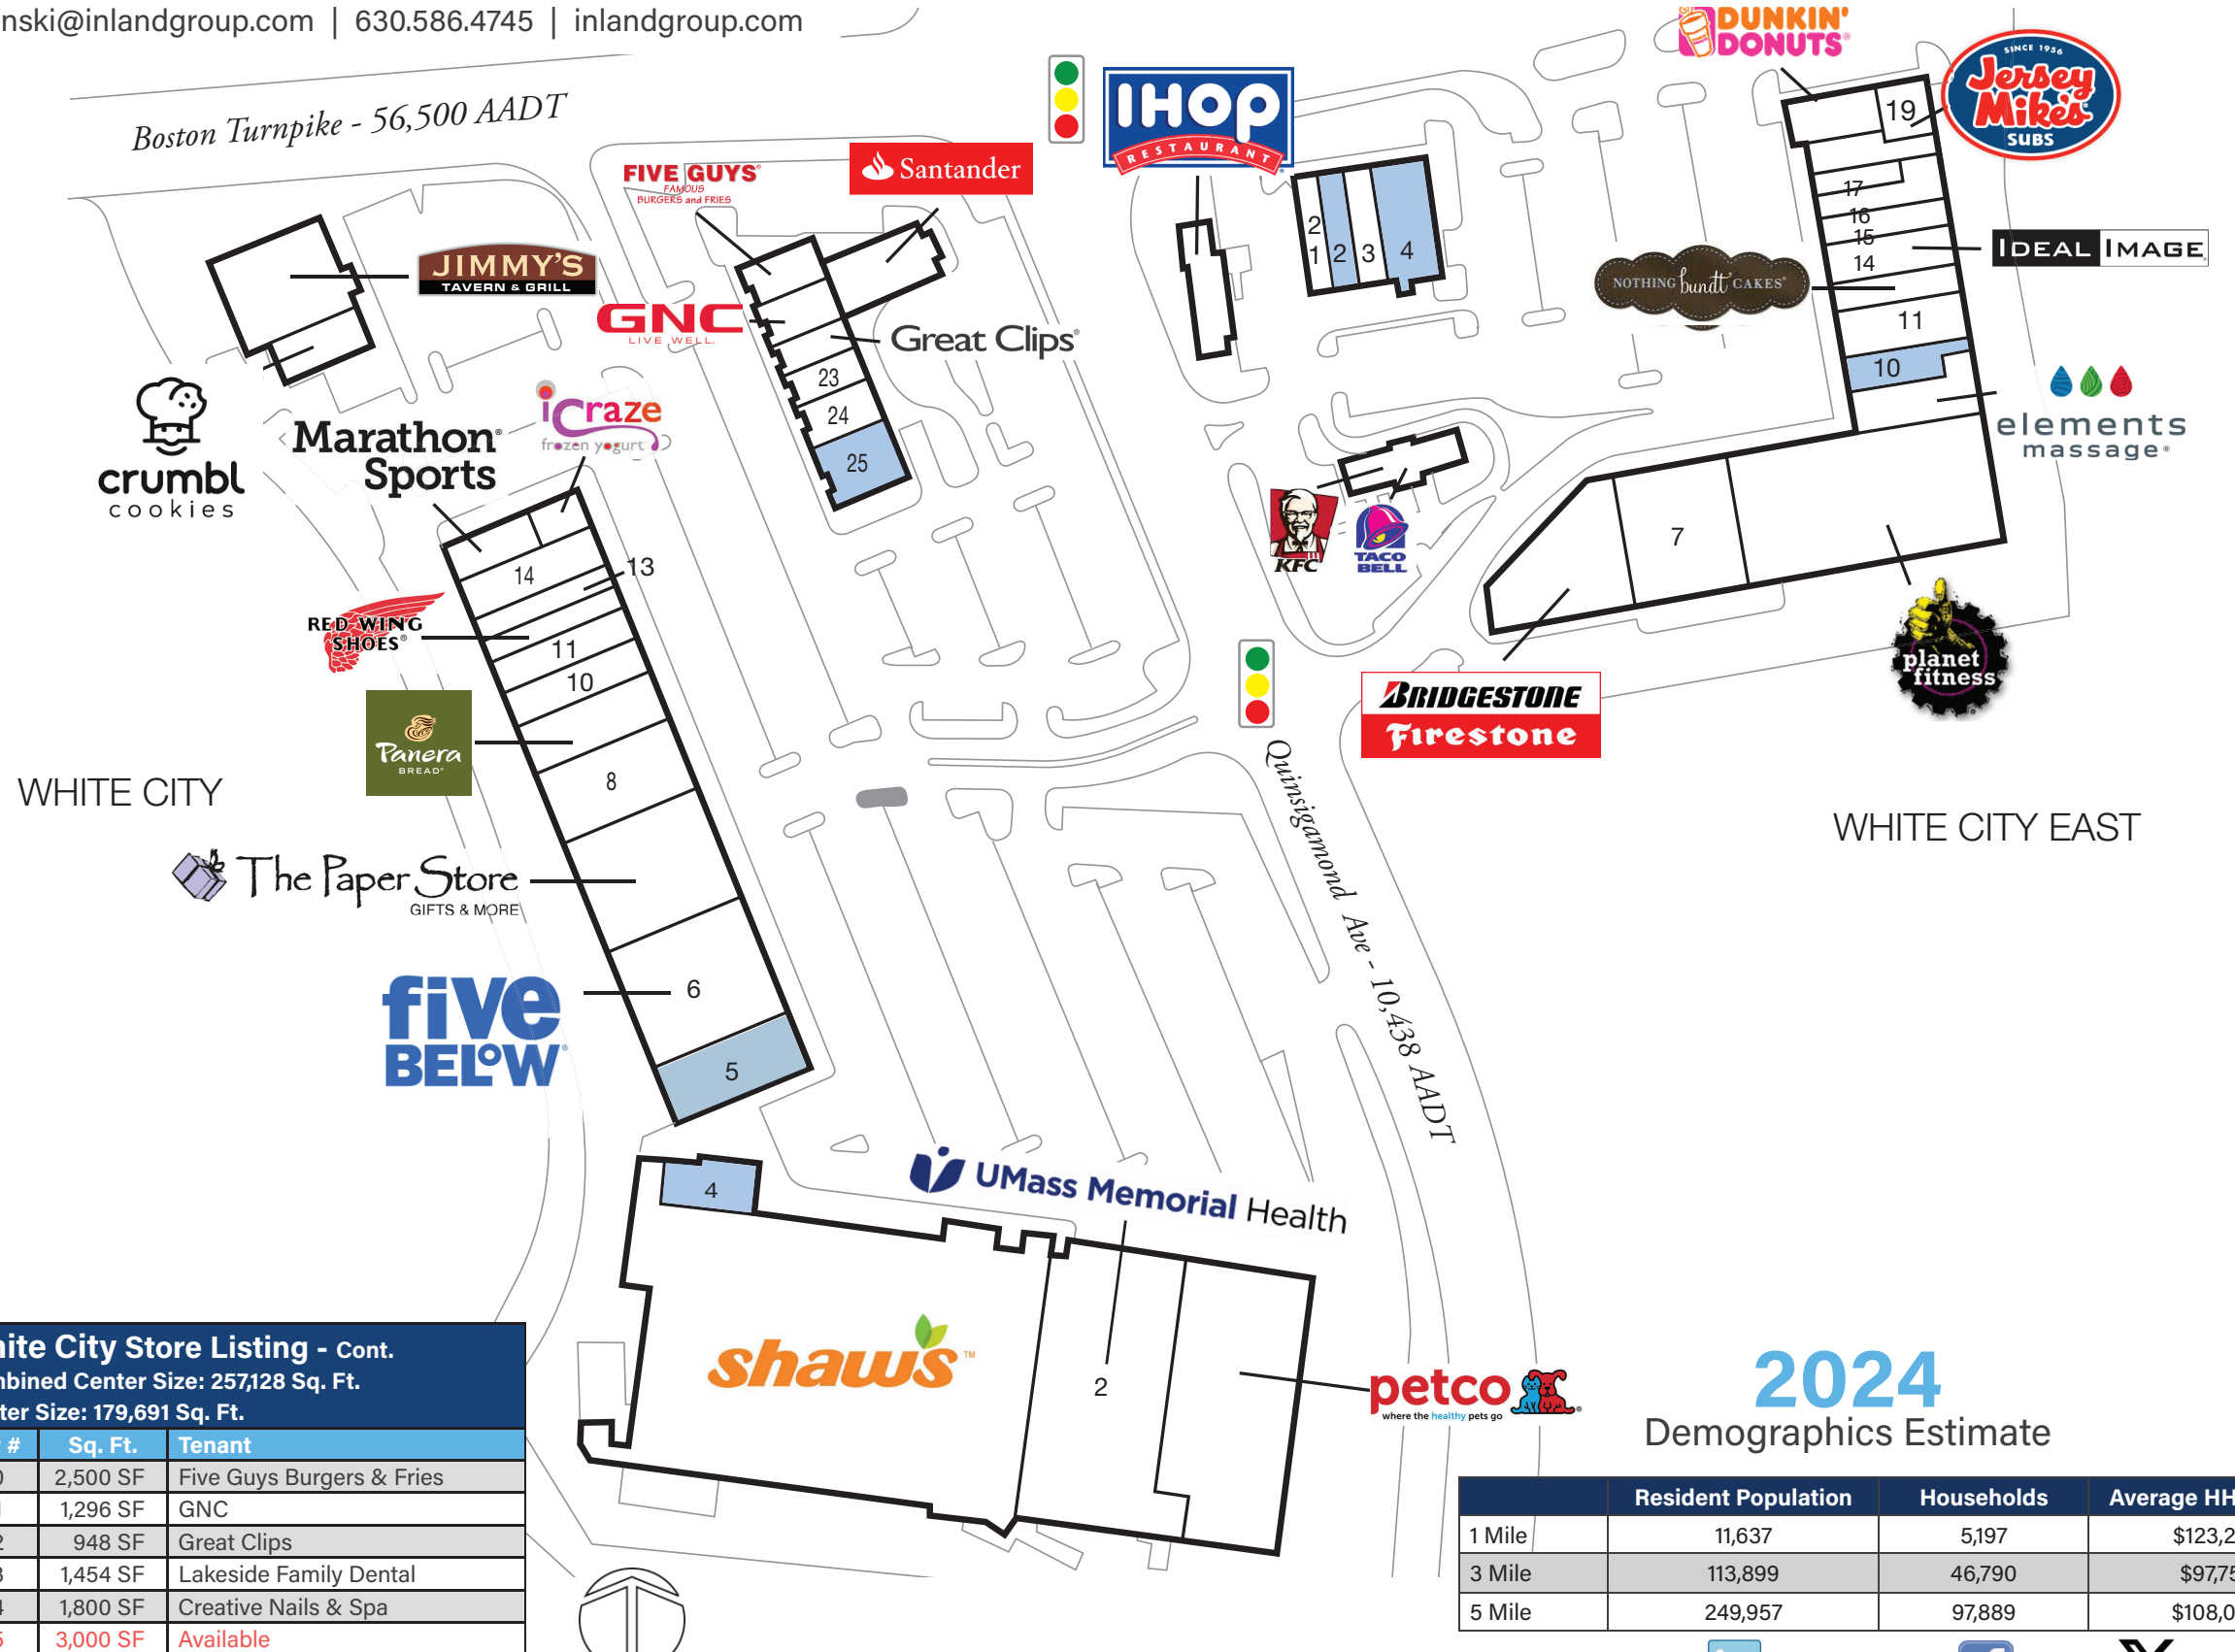 nski@inlandgroup.com | 630.586.4745 | inlandgroup.com
Boston Turnpike - 56,500 AADT
JIMMY'S
TAVERN & GRILL
crumbl
cookies
FIVE GUYS
FAMOUS
BURGERS and FRIES
Santander
GNC
LIVE WELL.
Great Clips
23
24
25
IHOP
RESTAURANT
2
1 2 3 4
DUNKIN'
DONUTS
SINCE 1956
Jersey
Mike's
SUBS
19
17
16
15
14
IDEAL IMAGE
NOTHING bundt CAKES
11
10
elements
massage
KFC
TACO
BELL
7
planet
fitness
BRIDGESTONE
Firestone
Marathon
Sports
iCraze
frozen yogurt
14
13
RED WING
SHOES
11
10
Panera
BREAD
8
WHITE CITY
The Paper Store
GIFTS & MORE
five
BELOW
6
5
Quinsigamond Ave - 10,438 AADT
WHITE CITY EAST
4
UMass Memorial Health
shaw's™
2
petco
where the healthy pets go
ite City Store Listing - Cont.
bined Center Size: 257,128 Sq. Ft.
ter Size: 179,691 Sq. Ft.
# Sq. Ft. Tenant
2,500 SF Five Guys Burgers & Fries
1,296 SF GNC
948 SF Great Clips
1,454 SF Lakeside Family Dental
1,800 SF Creative Nails & Spa
3,000 SF Available
2024
Demographics Estimate
Resident Population Households Average HH
1 Mile 11,637 5,197 $123,2
3 Mile 113,899 46,790 $97,75
5 Mile 249,957 97,889 $108,0